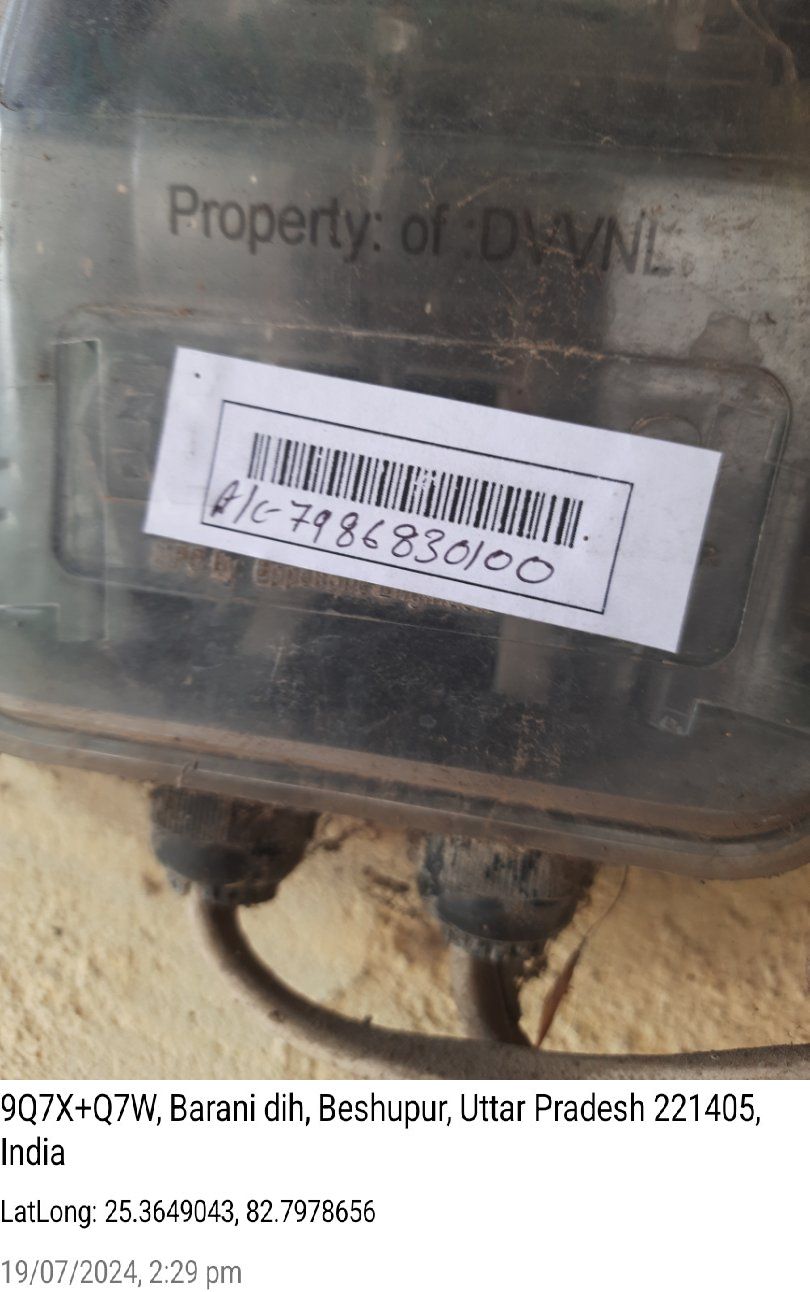 Property: of :DVVNL
A/C-7986830100
9Q7X+Q7W, Barani dih, Beshupur, Uttar Pradesh 221405,
India
LatLong: 25.3649043, 82.7978656
19/07/2024, 2:29 pm